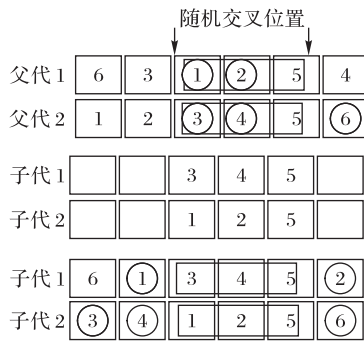 随机交叉位置
父代1 6 3 ① ② 5 4
父代2 1 2 ③ ④ 5 ⑥
子代1 3 4 5
子代2 1 2 5
子代1 6 ① 3 4 5 ②
子代2 ③ ④ 1 2 5 ⑥